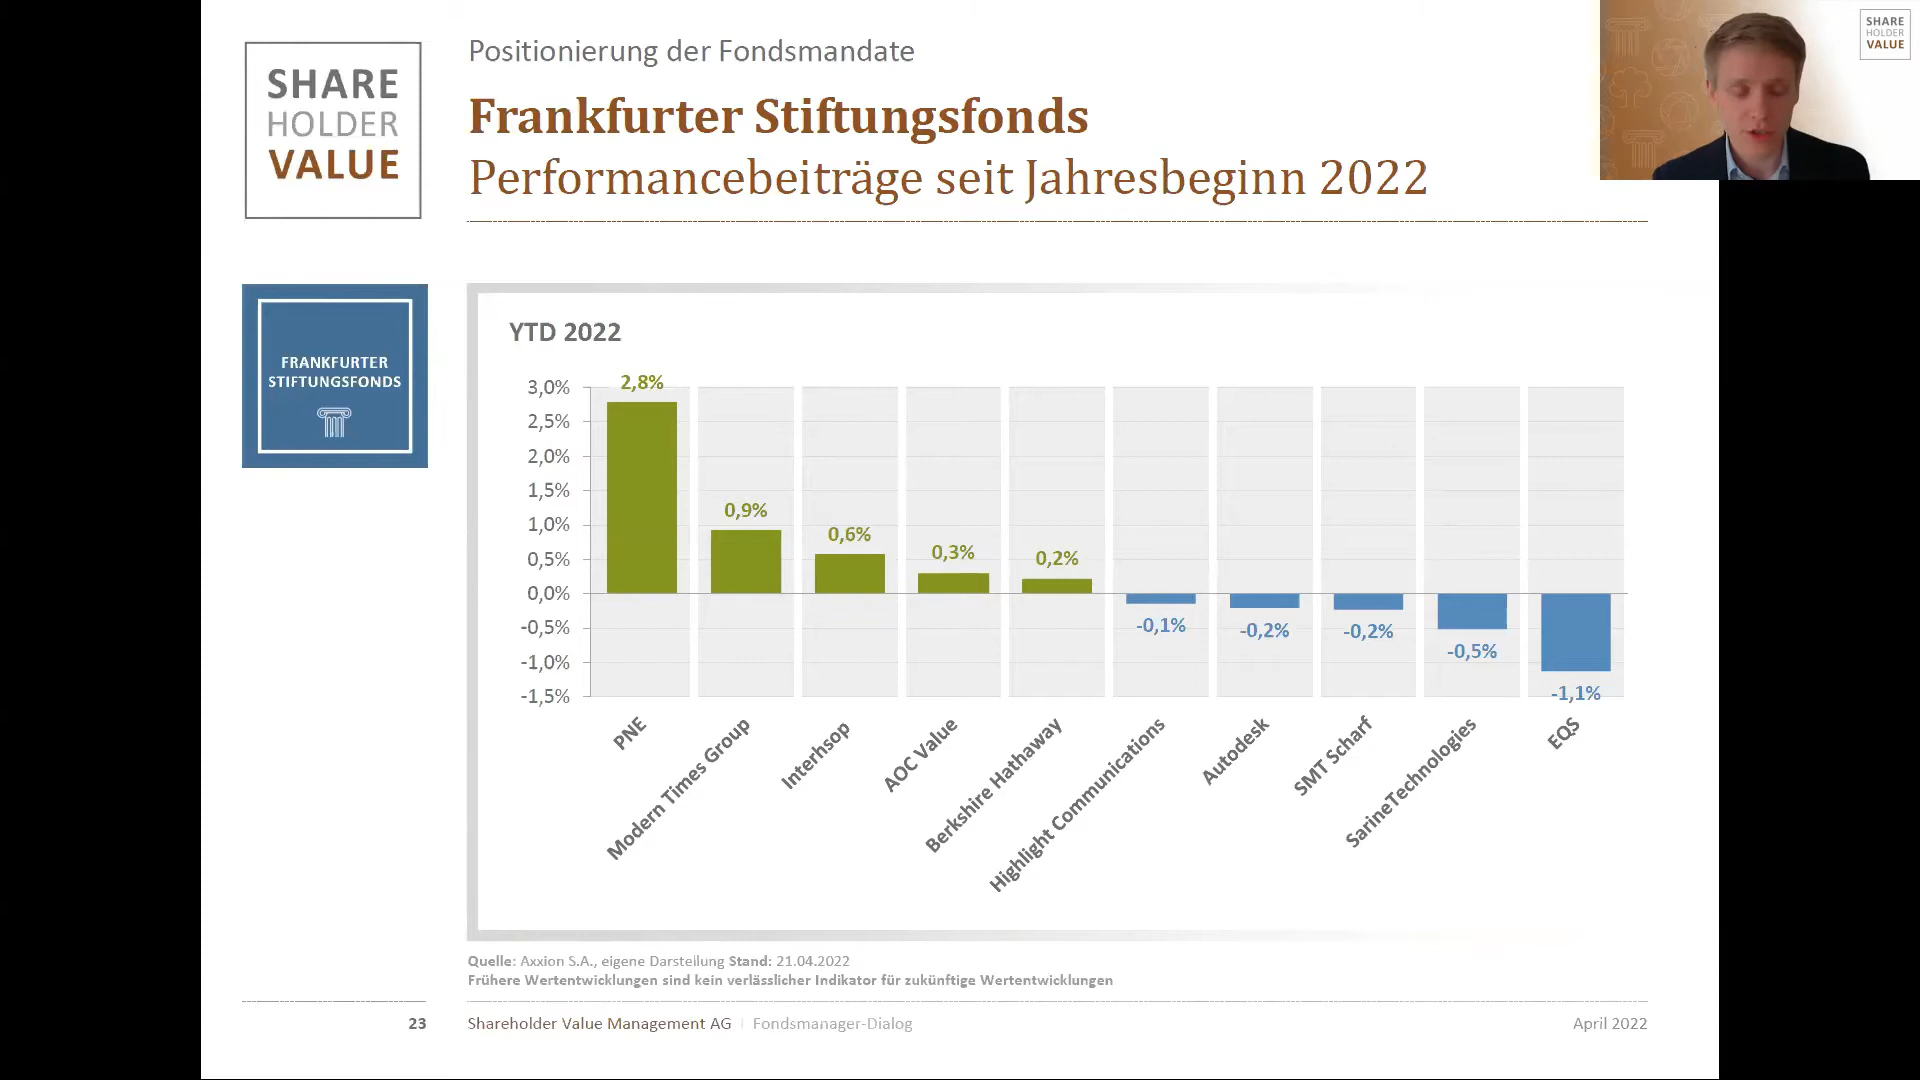 SHARE
HOLDER
VALUE
Positionierung der Fondsmandate
Frankfurter Stiftungsfonds
Performancebeiträge seit Jahresbeginn 2022
SHARE
HOLDER
VALUE
FRANKFURTER
STIFTUNGSFONDS
YTD 2022
3,0%
2,5%
2,0%
1,5%
1,0%
0,5%
0,0%
-0,5%
-1,0%
-1,5%
2,8%
0,9%
0,6%
0,3%
0,2%
-0,1%
-0,2%
-0,2%
-0,5%
-1,1%
PNE
Modern Times Group
Interhsop
AOC Value
Berkshire Hathaway
Highlight Communications
Autodesk
SMT Scharf
SarineTechnologies
EQS
Quelle: Axxion S.A., eigene Darstellung Stand: 21.04.2022
Frühere Wertentwicklungen sind kein verlässlicher Indikator für zukünftige Wertentwicklungen
23 Shareholder Value Management AG | Fondsmanager-Dialog April 2022